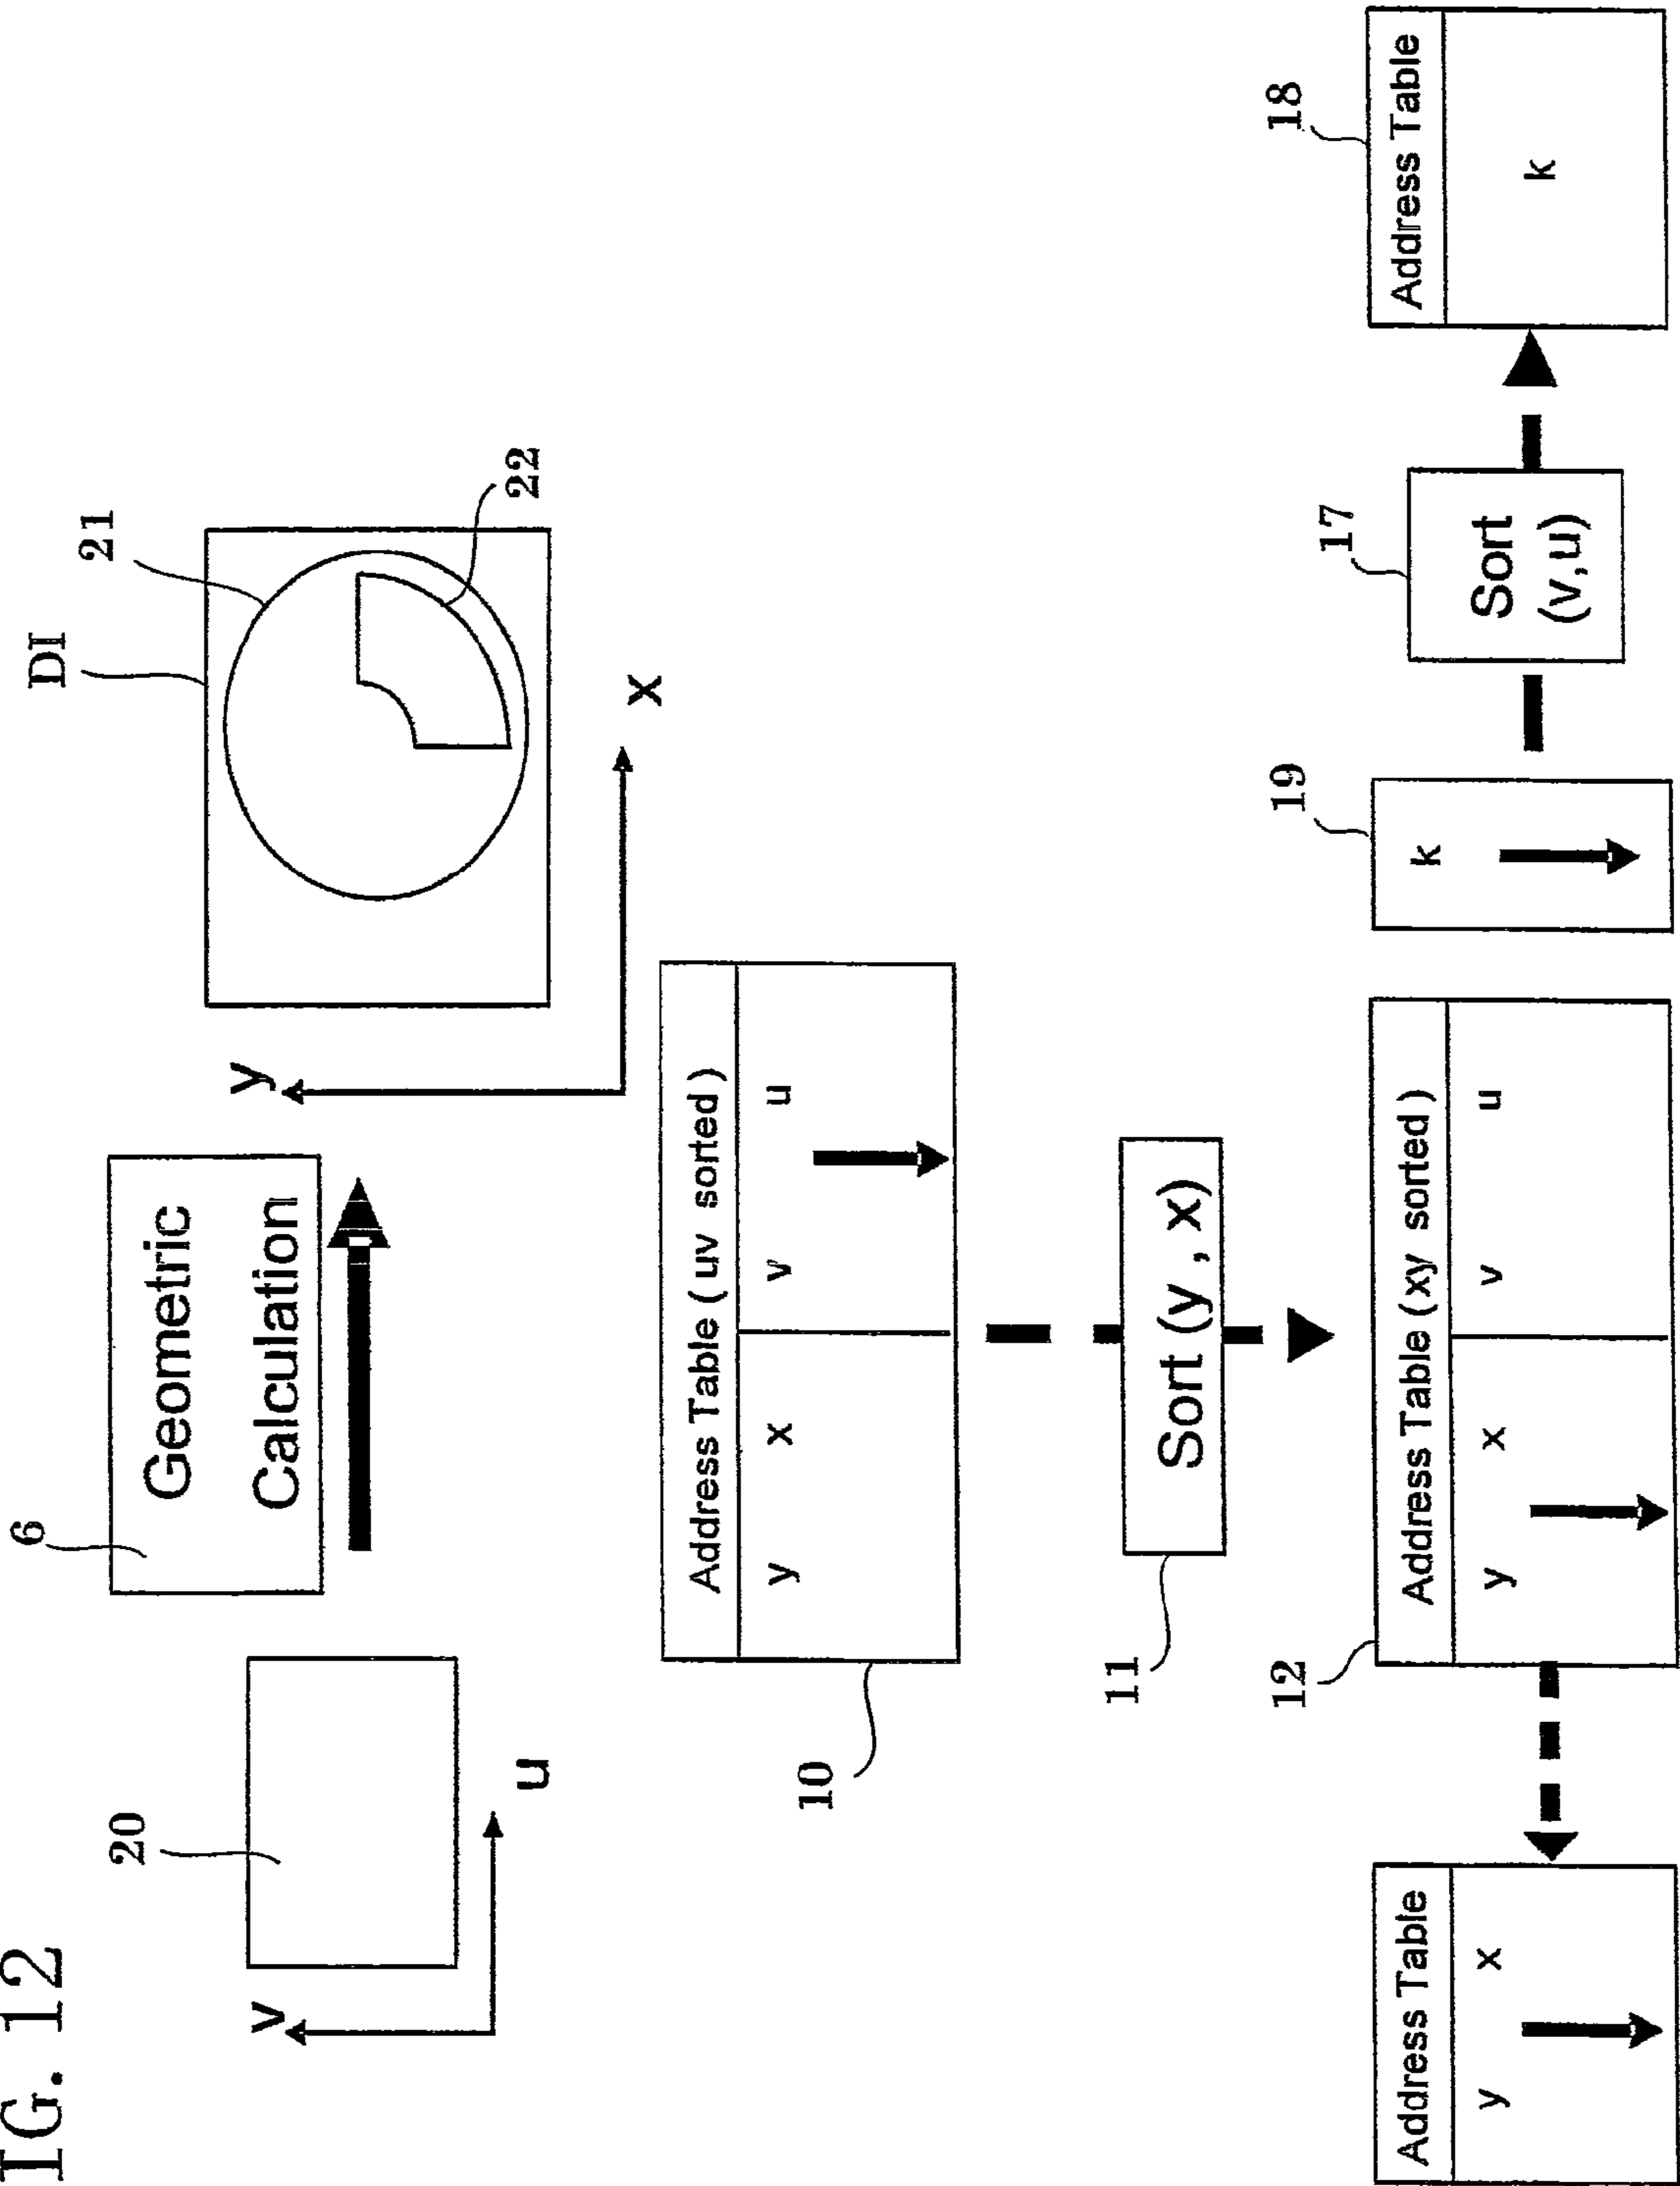 IG. 12
6
Geometric
Calculation
DI
21
22
20
v
u
y
x
Address Table ( uv sorted )
y x v u
10
11
Sort (y , x)
12
Address Table ( xy sorted )
y x v u
Address Table
y x
19
k
17
Sort
(v,u)
18
Address Table
k